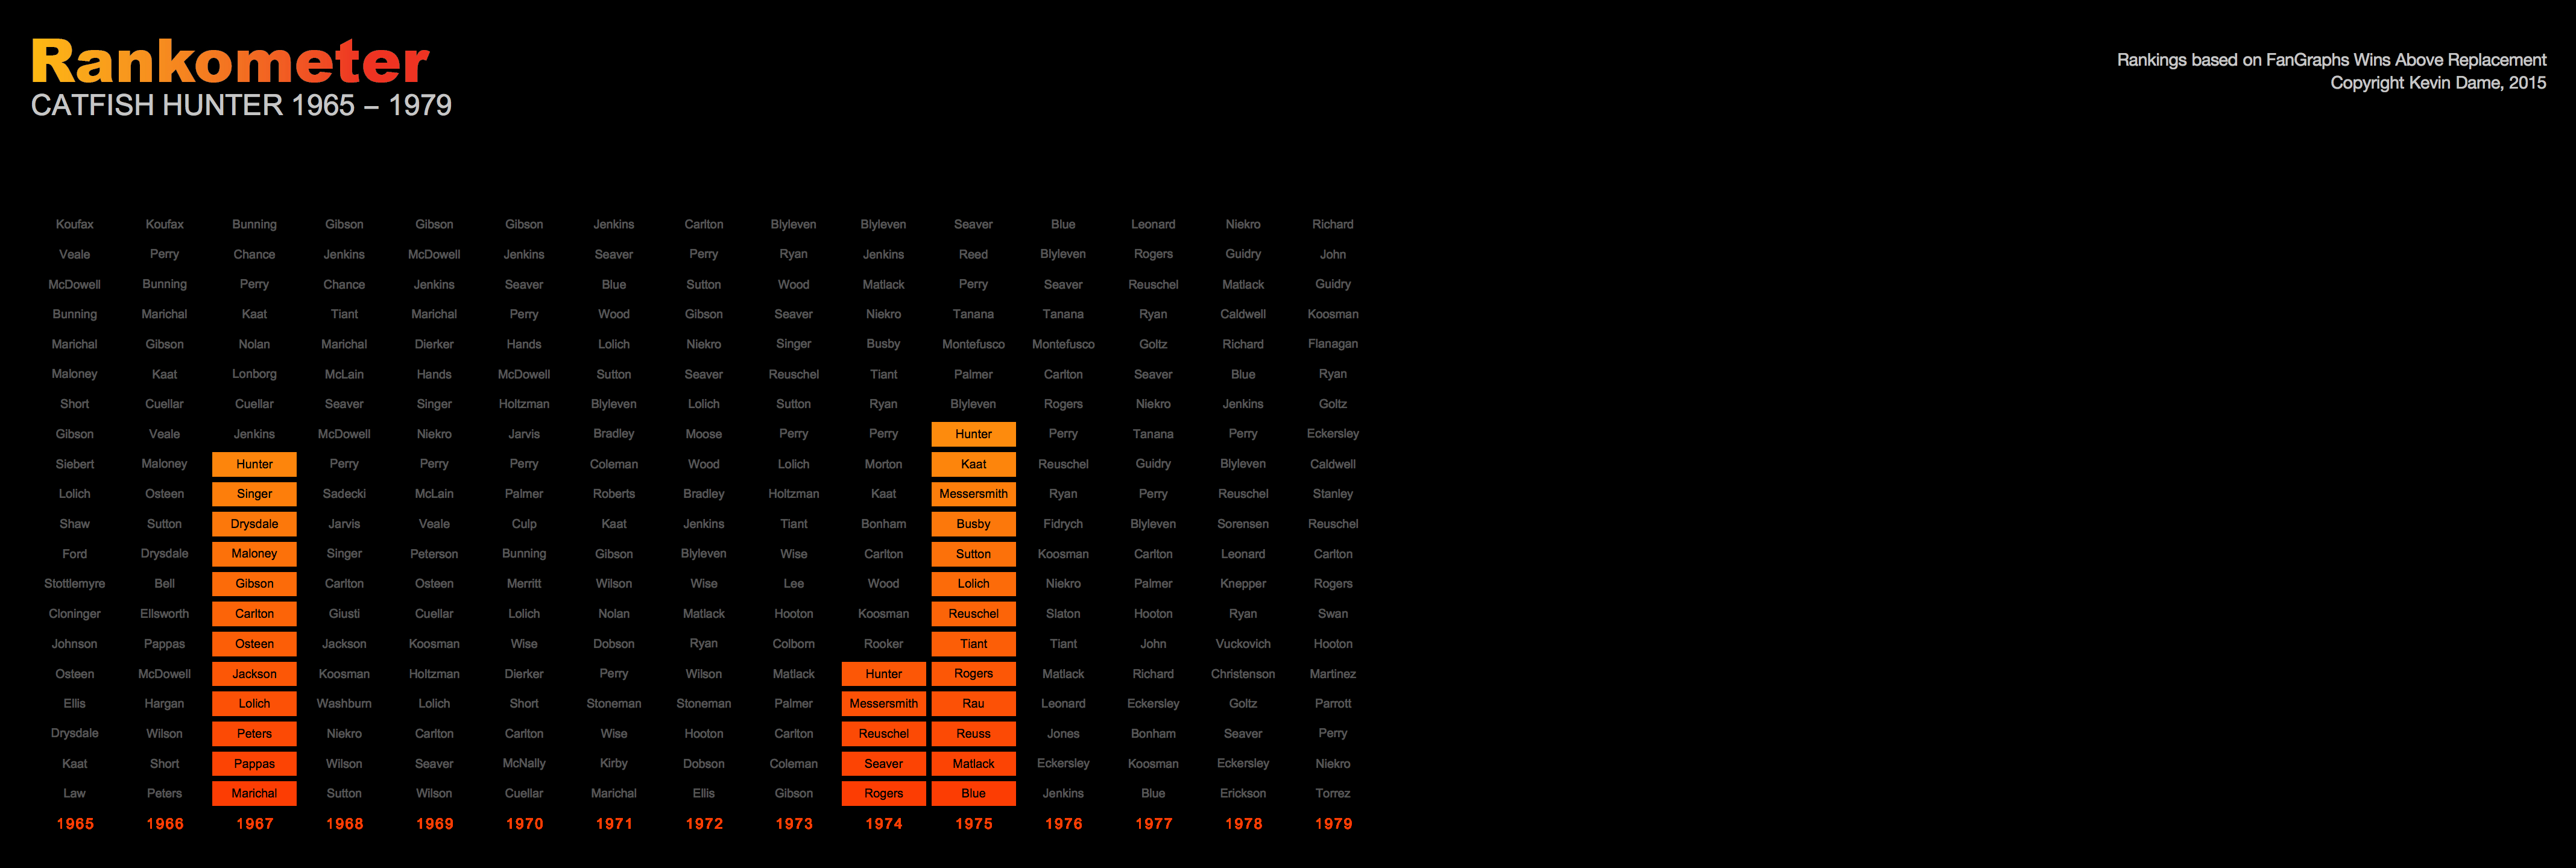 Rankometer
CATFISH HUNTER 1965 – 1979
Rankings based on FanGraphs Wins Above Replacement
Copyright Kevin Dame, 2015
Koufax Koufax Bunning Gibson Gibson Gibson Jenkins Carlton Blyleven Blyleven Seaver Blue Leonard Niekro Richard
Veale Perry Chance Jenkins McDowell Jenkins Seaver Perry Ryan Jenkins Reed Blyleven Rogers Guidry John
McDowell Bunning Perry Chance Jenkins Seaver Blue Sutton Wood Matlack Perry Seaver Reuschel Matlack Guidry
Bunning Marichal Kaat Tiant Marichal Perry Wood Gibson Seaver Niekro Tanana Tanana Ryan Caldwell Koosman
Marichal Gibson Nolan Marichal Dierker Hands Lolich Niekro Singer Busby Montefusco Montefusco Goltz Richard Flanagan
Maloney Kaat Lonborg McLain Hands McDowell Sutton Seaver Reuschel Tiant Palmer Carlton Seaver Blue Ryan
Short Cuellar Cuellar Seaver Singer Holtzman Blyleven Lolich Sutton Ryan Blyleven Rogers Niekro Jenkins Goltz
Gibson Veale Jenkins McDowell Niekro Jarvis Bradley Moose Perry Perry Hunter Perry Tanana Perry Eckersley
Siebert Maloney Hunter Perry Perry Perry Coleman Wood Lolich Morton Kaat Reuschel Guidry Blyleven Caldwell
Lolich Osteen Singer Sadecki McLain Palmer Roberts Bradley Holtzman Kaat Messersmith Ryan Perry Reuschel Stanley
Shaw Sutton Drysdale Jarvis Veale Culp Kaat Jenkins Tiant Bonham Busby Fidrych Blyleven Sorensen Reuschel
Ford Drysdale Maloney Singer Peterson Bunning Gibson Blyleven Wise Carlton Sutton Koosman Carlton Leonard Carlton
Stottlemyre Bell Gibson Carlton Osteen Merritt Wilson Wise Lee Wood Lolich Niekro Palmer Knepper Rogers
Cloninger Ellsworth Carlton Giusti Cuellar Lolich Nolan Matlack Hooton Koosman Reuschel Slaton Hooton Ryan Swan
Johnson Pappas Osteen Jackson Koosman Wise Dobson Ryan Colborn Rooker Tiant Tiant John Vuckovich Hooton
Osteen McDowell Jackson Koosman Holtzman Dierker Perry Wilson Matlack Hunter Rogers Matlack Richard Christenson Martinez
Ellis Hargan Lolich Washburn Lolich Short Stoneman Stoneman Palmer Messersmith Rau Leonard Eckersley Goltz Parrott
Drysdale Wilson Peters Niekro Carlton Carlton Wise Hooton Carlton Reuschel Reuss Jones Bonham Seaver Perry
Kaat Short Pappas Wilson Seaver McNally Kirby Dobson Coleman Seaver Matlack Eckersley Koosman Eckersley Niekro
Law Peters Marichal Sutton Wilson Cuellar Marichal Ellis Gibson Rogers Blue Jenkins Blue Erickson Torrez
1965 1966 1967 1968 1969 1970 1971 1972 1973 1974 1975 1976 1977 1978 1979